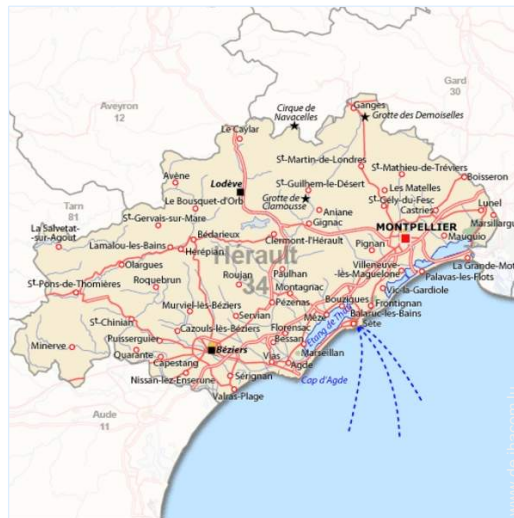 Gard
30
Aveyron
12
Cirque de
Navacelles
Ganges
Grotte des Demoiselles
Le Caylar
St-Martin-de-Londres
St-Mathieu-de-Tréviers
Avène
Lodève
St-Guilhem-le-Désert
Les Matelles
Boisseron
Tarn
81
Le Bousquet-d'Orb
Grotte de
Clamousse
St-Gély-du-Fesc
Castries
Lunel
Aniane
Marsillargu
St-Gervais-sur-Mare
Gignac
MONTPELLIER
La Salvetat
-sur-Agout
Lamalou-les-Bains
Bédarieux
Clermont-l'Hérault
Pignan
Mauguio
Hérépian
Hérault
34
Olargues
Paulhan
Villeneuve-
-lès-Maguelone
La Grande-Mot
Palavas-les-Flots
St-Pons-de-Thomières
Roquebrun
Roujan
Montagnac
Vic-la-Gardiole
Bouzigues
Murviel-lès-Béziers
Pézenas
Frontignan
Servian
Mèze
Balaruc-les-Bains
St-Chinian
Cazouls-lès-Béziers
Florensac
Étang de Thau
Sète
Minerve
Puisserguier
Bessan
Quarante
Béziers
Vias
Marseillan
Capestang
Agde
Nissan-lez-Enserune
Sérignan
Cap d'Agde
Valras-Plage
Aude
11